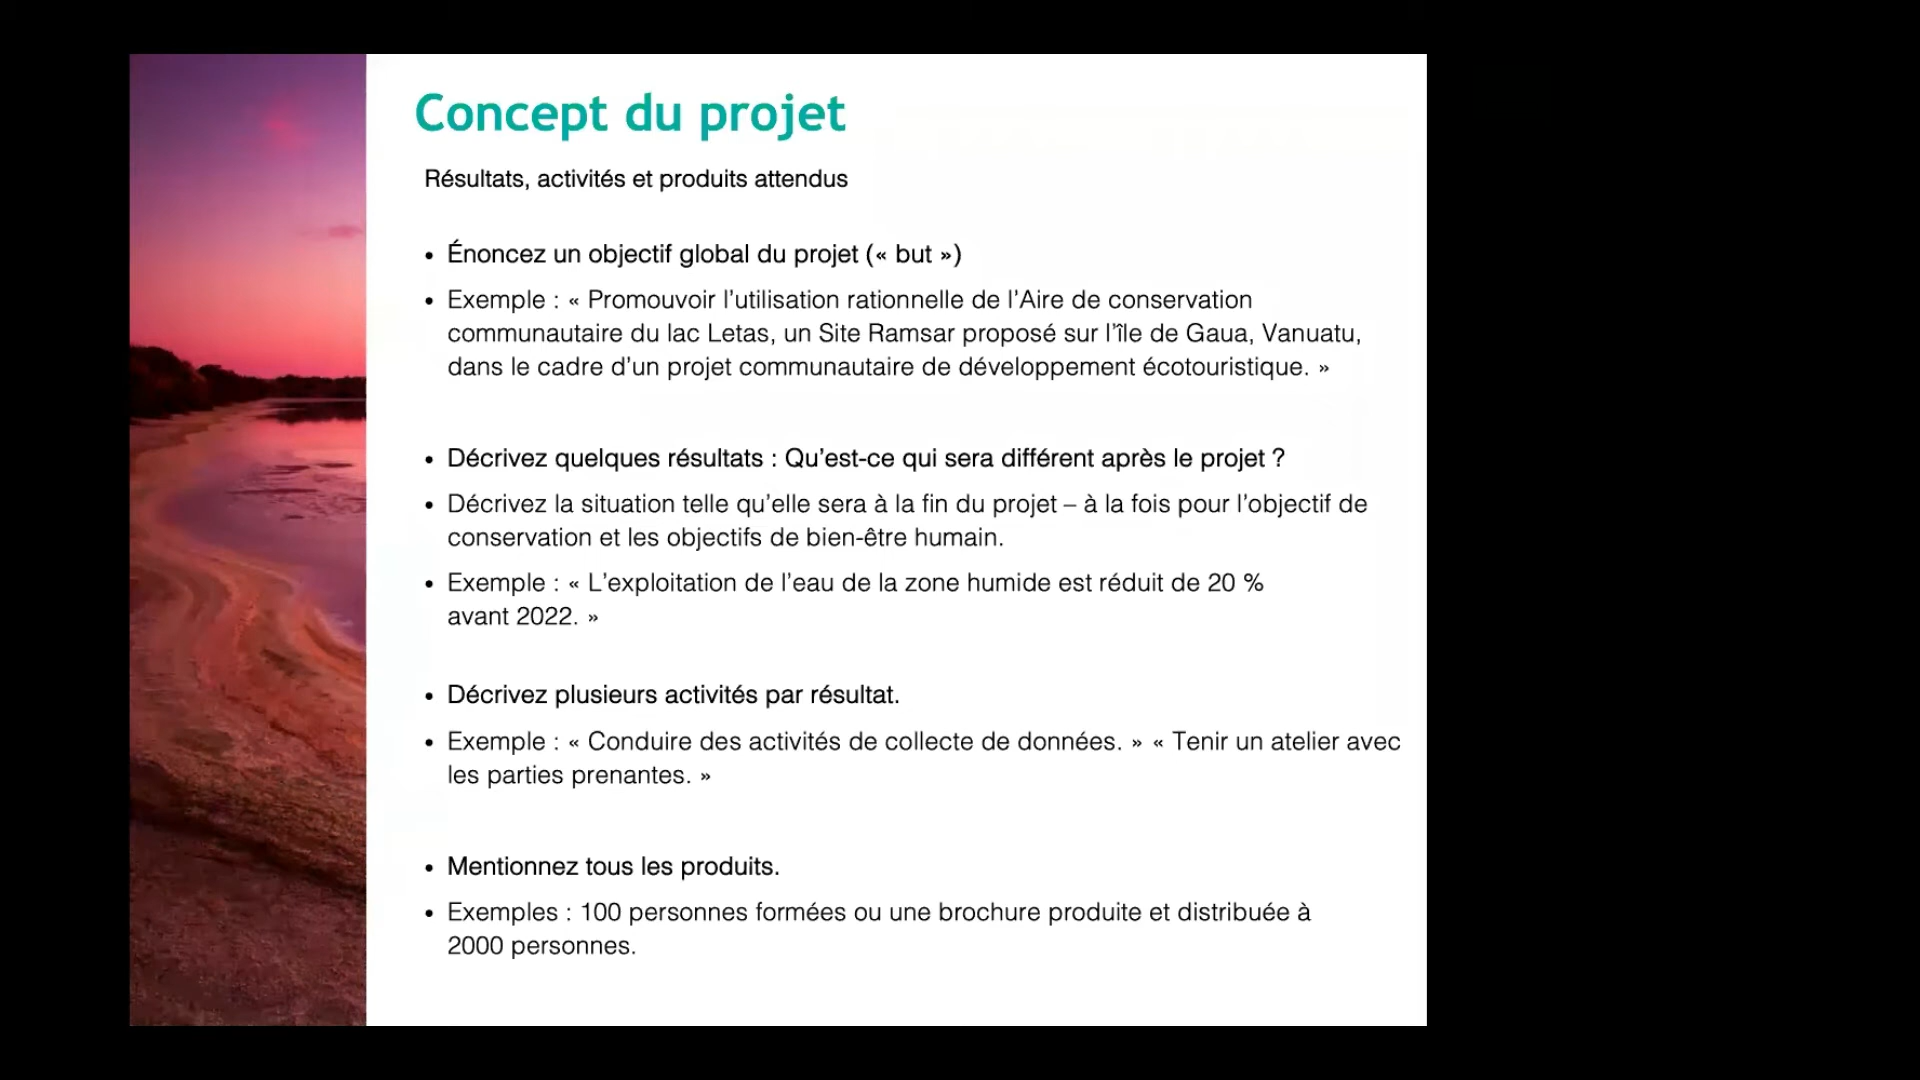 Concept du projet
Résultats, activités et produits attendus
• Énoncez un objectif global du projet (« but »)
• Exemple : « Promouvoir l’utilisation rationnelle de l’Aire de conservation
communautaire du lac Letas, un Site Ramsar proposé sur l’île de Gaua, Vanuatu,
dans le cadre d’un projet communautaire de développement écotouristique. »
• Décrivez quelques résultats : Qu’est-ce qui sera différent après le projet ?
• Décrivez la situation telle qu’elle sera à la fin du projet – à la fois pour l’objectif de
conservation et les objectifs de bien-être humain.
• Exemple : « L’exploitation de l’eau de la zone humide est réduit de 20 %
avant 2022. »
• Décrivez plusieurs activités par résultat.
• Exemple : « Conduire des activités de collecte de données. » « Tenir un atelier avec
les parties prenantes. »
• Mentionnez tous les produits.
• Exemples : 100 personnes formées ou une brochure produite et distribuée à
2000 personnes.